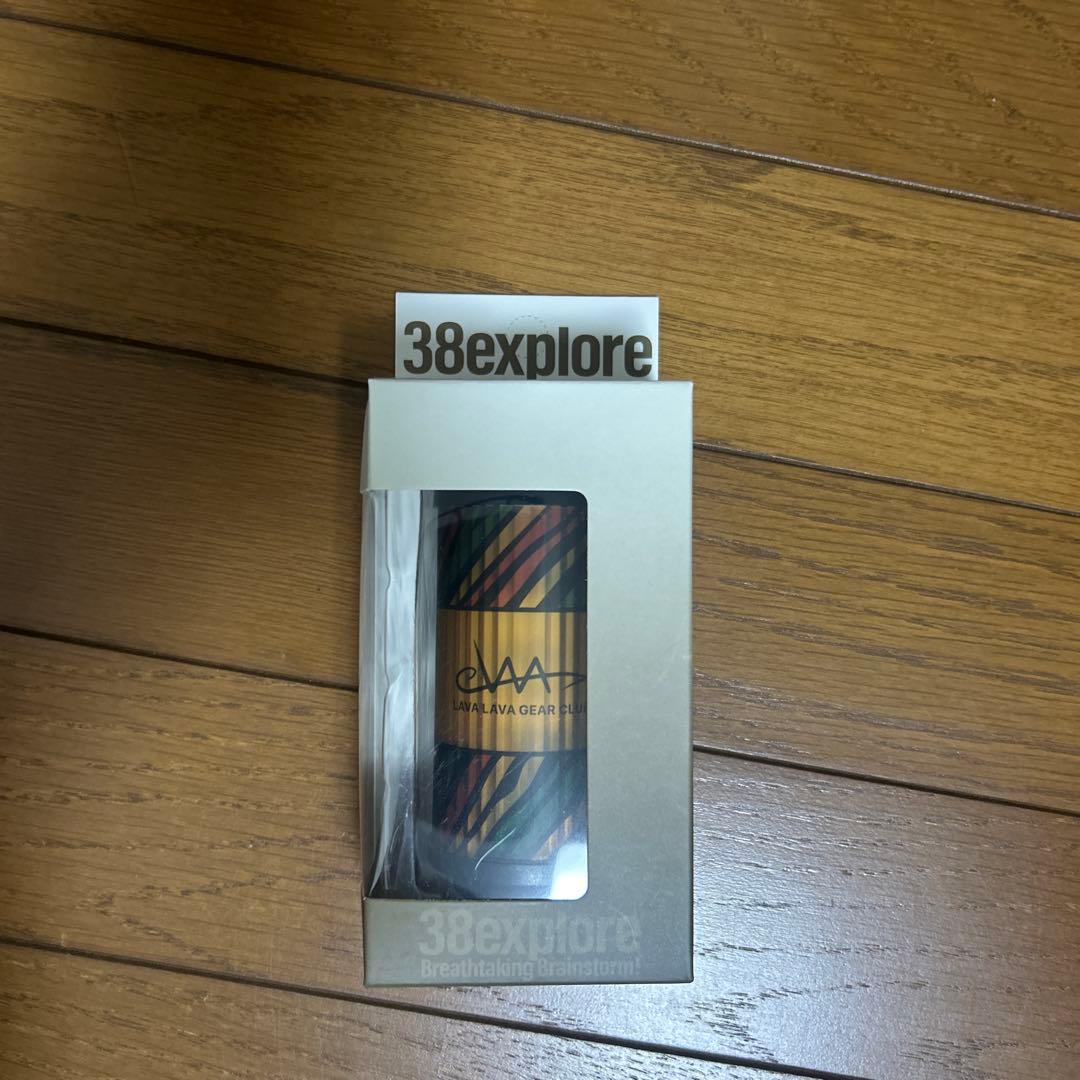 38explore
LAVA LAVA GEAR CLU
38explore
Breathtaking Brainstorm!